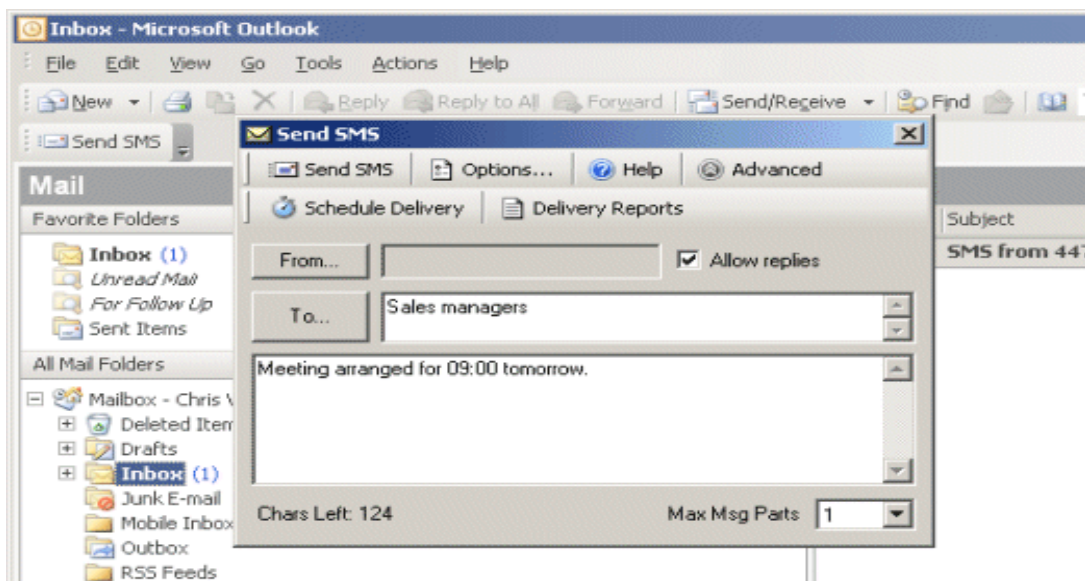 Inbox - Microsoft Outlook
File Edit View Go Tools Actions Help
New Reply Reply to All Forward Send/Receive Find
Send SMS
Send SMS
Send SMS Options... Help Advanced
Schedule Delivery Delivery Reports
From... Allow replies
To... Sales managers
Meeting arranged for 09:00 tomorrow.
Chars Left: 124 Max Msg Parts 1
Mail
Favorite Folders
Inbox (1)
Unread Mail
For Follow Up
Sent Items
All Mail Folders
Mailbox - Chris
Deleted Item
Drafts
Inbox (1)
Junk E-mail
Mobile Inbox
Outbox
RSS Feeds
Subject
SMS from 447